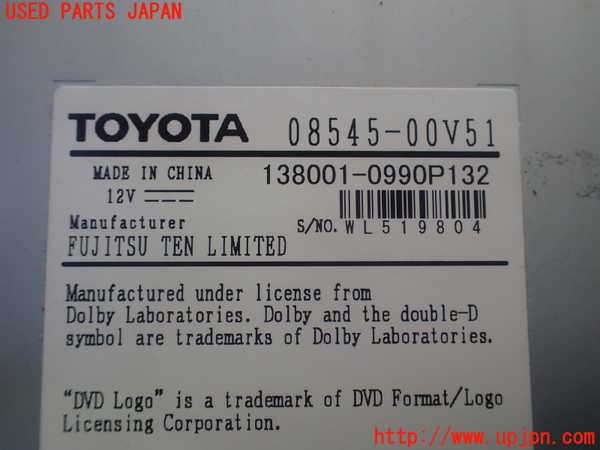 USED PARTS JAPAN
TOYOTA 08545-00V51
MADE IN CHINA 138001-0990P132
12V
Manufacturer S/NO. WL519804
FUJITSU TEN LIMITED
Manufactured under license from
Dolby Laboratories. Dolby and the double-D
symbol are trademarks of Dolby Laboratories.
“DVD Logo” is a trademark of DVD Format/Logo
Licensing Corporation.
http://www.upjpn.com